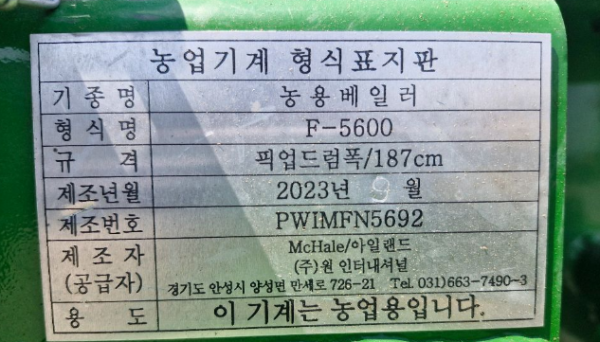 농업기계 형식표지판
기종명 농용베일러
형식명 F-5600
규격 픽업드럼폭/187cm
제조년월 2023년 9월
제조번호 PWIMFN5692
제조자 McHale/아일랜드
(공급자) (주)원 인터내셔널
경기도 안성시 양성면 만세로 726-21 Tel. 031)663-7490~3
용도 이 기계는 농업용입니다.